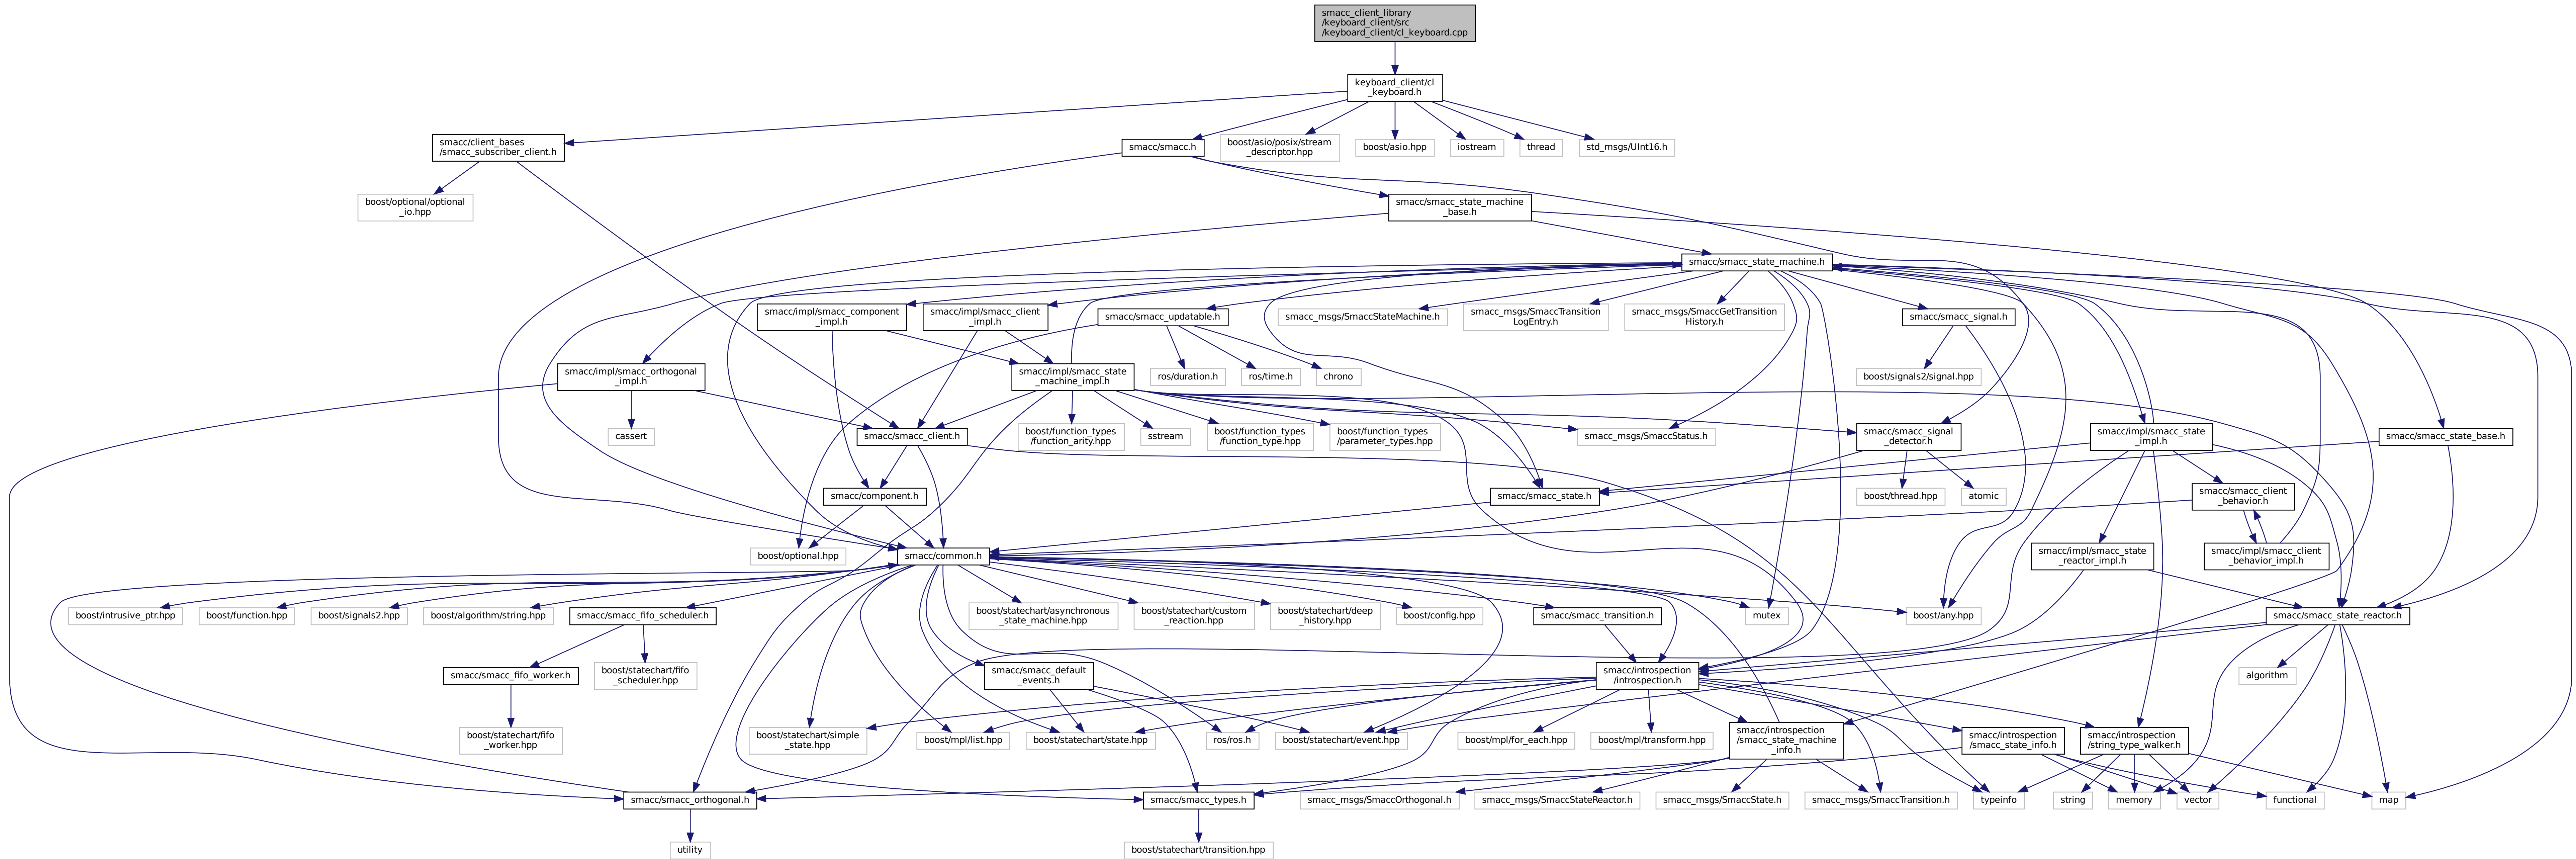 smacc_client_library
/keyboard_client/src
/keyboard_client/cl_keyboard.cpp
keyboard_client/cl
_keyboard.h
smacc/client_bases
/smacc_subscriber_client.h
smacc/smacc.h
boost/asio/posix/stream
_descriptor.hpp
boost/asio.hpp
iostream
thread
std_msgs/UInt16.h
boost/optional/optional
_io.hpp
smacc/smacc_state_machine
_base.h
smacc/smacc_state_machine.h
smacc/impl/smacc_component
_impl.h
smacc/impl/smacc_client
_impl.h
smacc/smacc_updatable.h
smacc_msgs/SmaccStateMachine.h
smacc_msgs/SmaccTransition
LogEntry.h
smacc_msgs/SmaccGetTransition
History.h
smacc/smacc_signal.h
smacc/impl/smacc_orthogonal
_impl.h
smacc/impl/smacc_state
_machine_impl.h
ros/duration.h
ros/time.h
chrono
boost/signals2/signal.hpp
cassert
smacc/smacc_client.h
boost/function_types
/function_arity.hpp
sstream
boost/function_types
/function_type.hpp
boost/function_types
/parameter_types.hpp
smacc_msgs/SmaccStatus.h
smacc/smacc_signal
_detector.h
smacc/impl/smacc_state
_impl.h
smacc/smacc_state_base.h
smacc/component.h
smacc/smacc_state.h
boost/thread.hpp
atomic
smacc/smacc_client
_behavior.h
boost/optional.hpp
smacc/common.h
smacc/impl/smacc_state
_reactor_impl.h
smacc/impl/smacc_client
_behavior_impl.h
boost/intrusive_ptr.hpp
boost/function.hpp
boost/signals2.hpp
boost/algorithm/string.hpp
smacc/smacc_fifo_scheduler.h
boost/statechart/asynchronous
_state_machine.hpp
boost/statechart/custom
_reaction.hpp
boost/statechart/deep
_history.hpp
boost/config.hpp
smacc/smacc_transition.h
mutex
boost/any.hpp
smacc/smacc_state_reactor.h
smacc/smacc_fifo_worker.h
boost/statechart/fifo
_scheduler.hpp
smacc/smacc_default
_events.h
smacc/introspection
/introspection.h
algorithm
boost/statechart/fifo
_worker.hpp
boost/statechart/simple
_state.hpp
boost/mpl/list.hpp
boost/statechart/state.hpp
ros/ros.h
boost/statechart/event.hpp
boost/mpl/for_each.hpp
boost/mpl/transform.hpp
smacc/introspection
/smacc_state_machine
_info.h
smacc/introspection
/smacc_state_info.h
smacc/introspection
/string_type_walker.h
smacc/smacc_orthogonal.h
smacc/smacc_types.h
smacc_msgs/SmaccOrthogonal.h
smacc_msgs/SmaccStateReactor.h
smacc_msgs/SmaccState.h
smacc_msgs/SmaccTransition.h
typeinfo
string
memory
vector
functional
map
utility
boost/statechart/transition.hpp